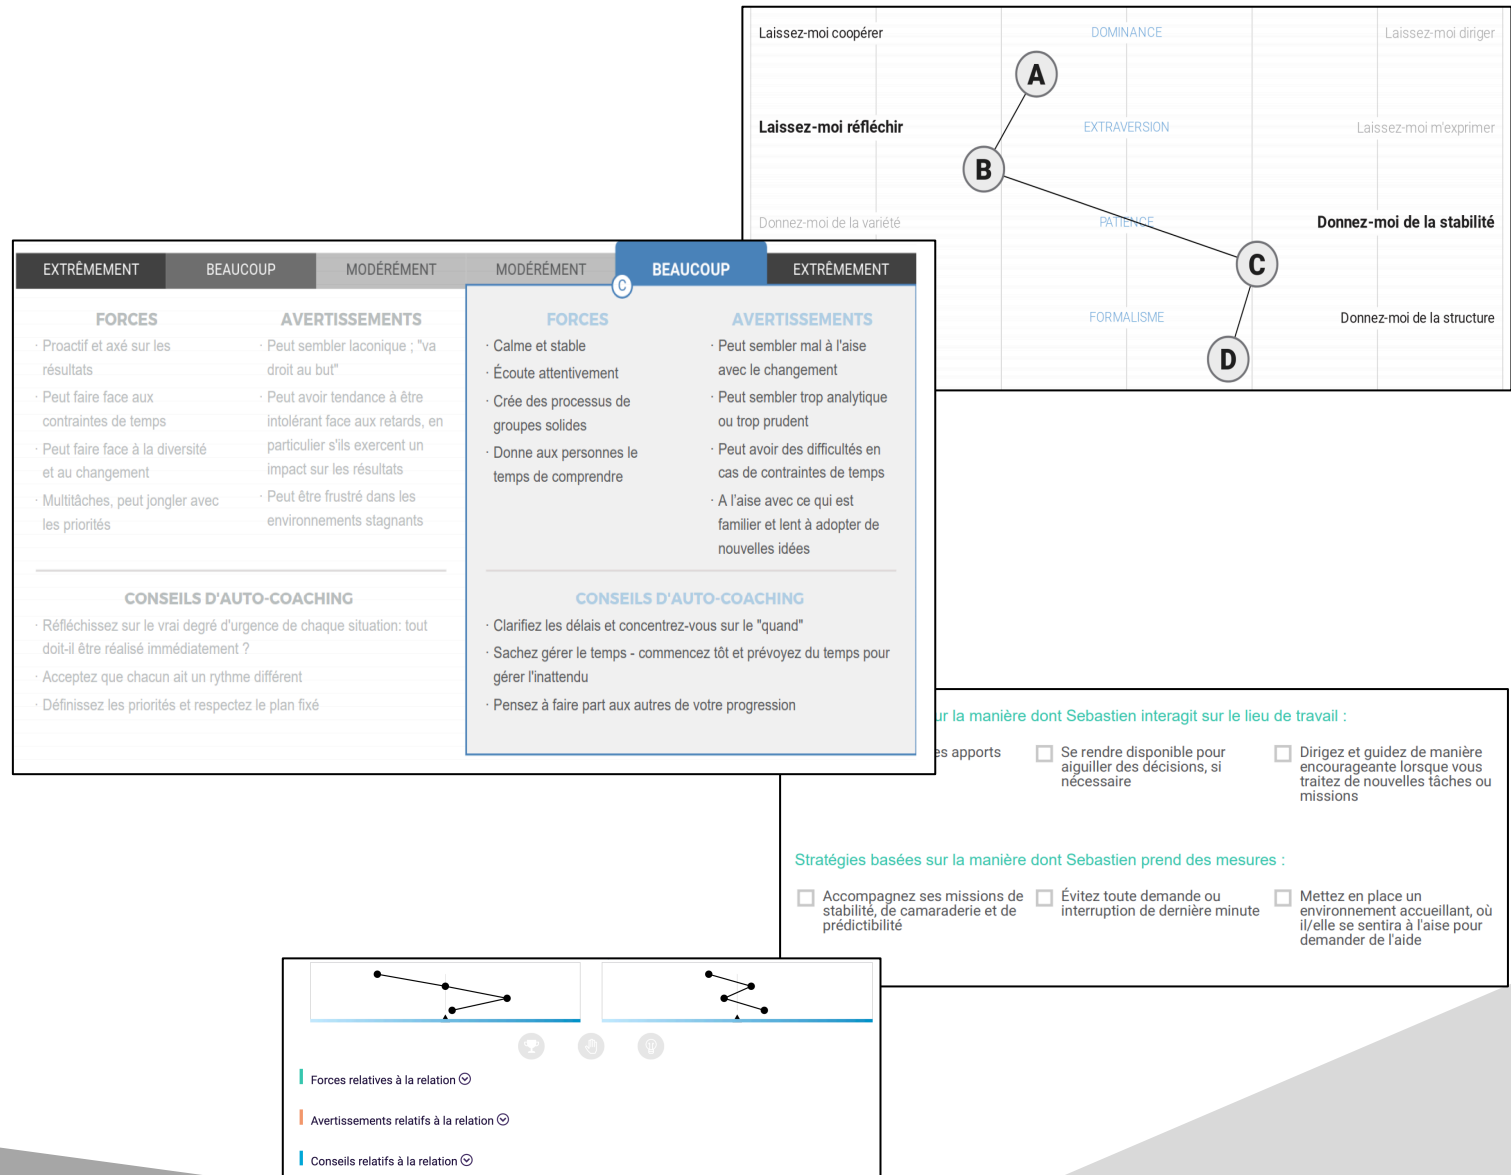 Laissez-moi coopérer DOMINANCE Laissez-moi diriger
A
Laissez-moi réfléchir EXTRAVERSION Laissez-moi m'exprimer
B
Donnez-moi de la variété PATIENCE Donnez-moi de la stabilité
C
FORMALISME Donnez-moi de la structure
D
EXTRÊMEMENT BEAUCOUP MODÉRÉMENT MODÉRÉMENT BEAUCOUP EXTRÊMEMENT
C
FORCES
· Proactif et axé sur les
résultats
· Peut faire face aux
contraintes de temps
· Peut faire face à la diversité
et au changement
· Multitâches, peut jongler avec
les priorités
AVERTISSEMENTS
· Peut sembler laconique ; "va
droit au but"
· Peut avoir tendance à être
intolérant face aux retards, en
particulier s'ils exercent un
impact sur les résultats
· Peut être frustré dans les
environnements stagnants
CONSEILS D'AUTO-COACHING
· Réfléchissez sur le vrai degré d'urgence de chaque situation: tout
doit-il être réalisé immédiatement ?
· Acceptez que chacun ait un rythme différent
· Définissez les priorités et respectez le plan fixé
FORCES
· Calme et stable
· Écoute attentivement
· Crée des processus de
groupes solides
· Donne aux personnes le
temps de comprendre
AVERTISSEMENTS
· Peut sembler mal à l'aise
avec le changement
· Peut sembler trop analytique
ou trop prudent
· Peut avoir des difficultés en
cas de contraintes de temps
· A l'aise avec ce qui est
familier et lent à adopter de
nouvelles idées
CONSEILS D'AUTO-COACHING
· Clarifiez les délais et concentrez-vous sur le "quand"
· Sachez gérer le temps - commencez tôt et prévoyez du temps pour
gérer l'inattendu
· Pensez à faire part aux autres de votre progression
ur la manière dont Sebastien interagit sur le lieu de travail :
es apports
Se rendre disponible pour
aiguiller des décisions, si
nécessaire
Dirigez et guidez de manière
encourageante lorsque vous
traitez de nouvelles tâches ou
missions
Stratégies basées sur la manière dont Sebastien prend des mesures :
Accompagnez ses missions de
stabilité, de camaraderie et de
prédictibilité
Évitez toute demande ou
interruption de dernière minute
Mettez en place un
environnement accueillant, où
il/elle se sentira à l'aise pour
demander de l'aide
Forces relatives à la relation
Avertissements relatifs à la relation
Conseils relatifs à la relation